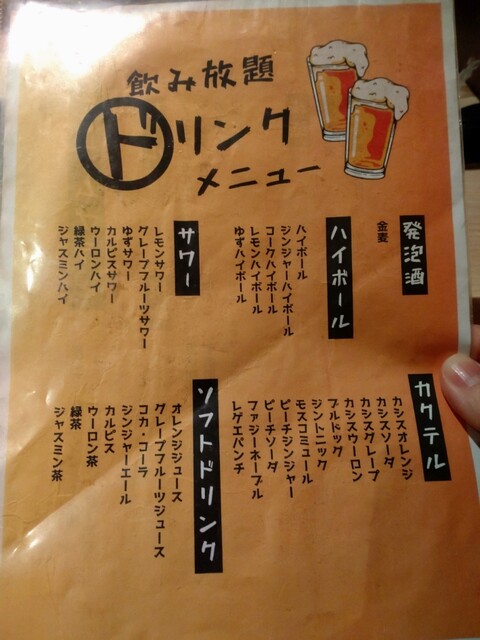 飲み放題
ドリンク
メニュー
発泡酒
金麦
ハイボール
ハイボール
ジンジャーハイボール
コークハイボール
レモンハイボール
ゆずハイボール
サワー
レモンサワー
グレープフルーツサワー
ゆずサワー
カルピスサワー
ウーロンハイ
緑茶ハイ
ジャスミンハイ
カクテル
カシスオレンジ
カシスソーダ
カシスグレープ
カシスウーロン
ブルドッグ
ジントニック
モスコミュール
ピーチジンジャー
ピーチソーダ
ファジーネーブル
レゲエパンチ
ソフトドリンク
オレンジジュース
グレープフルーツジュース
コカ・コーラ
ジンジャーエール
カルピス
ウーロン茶
緑茶
ジャスミン茶